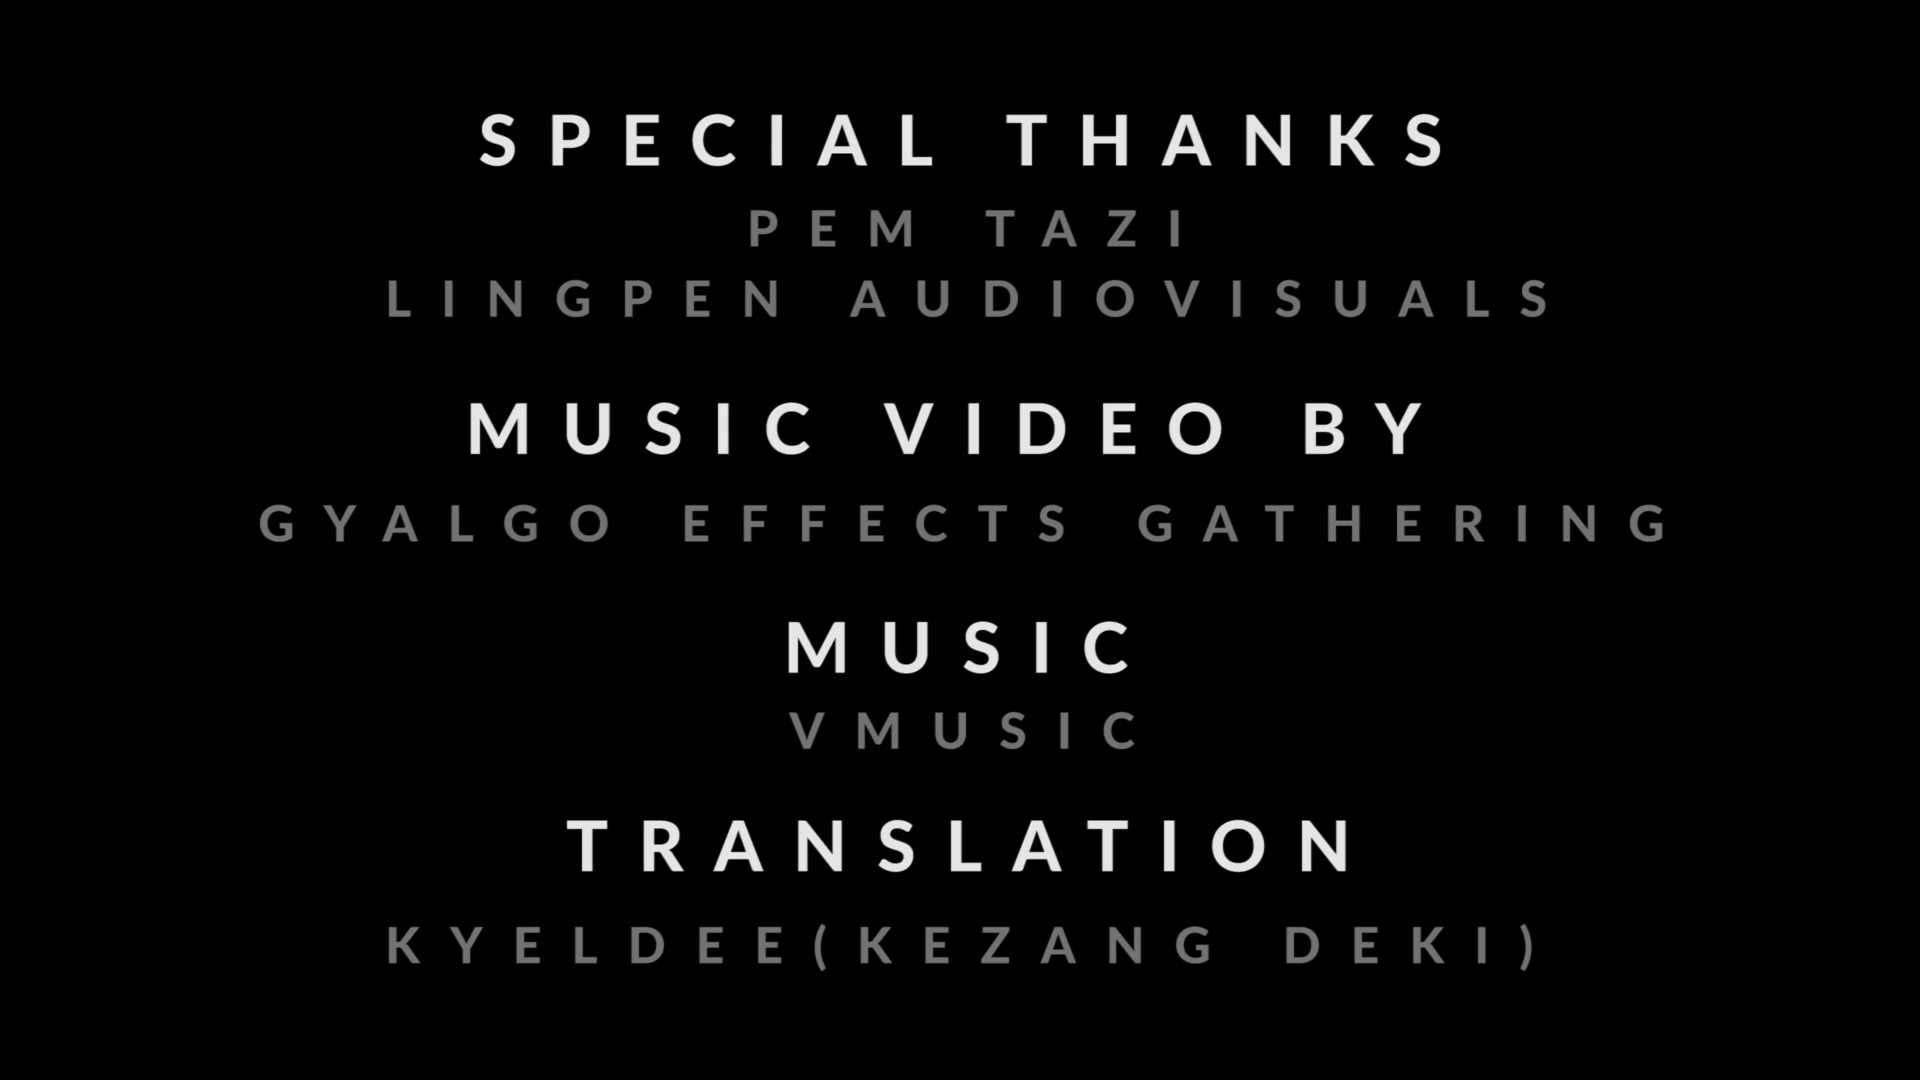 SPECIAL THANKS
PEM TAZI
LINGPEN AUDIOVISUALS
MUSIC VIDEO BY
GYALGO EFFECTS GATHERING
MUSIC
VMUSIC
TRANSLATION
KYELDEE(KEZANG DEKI)